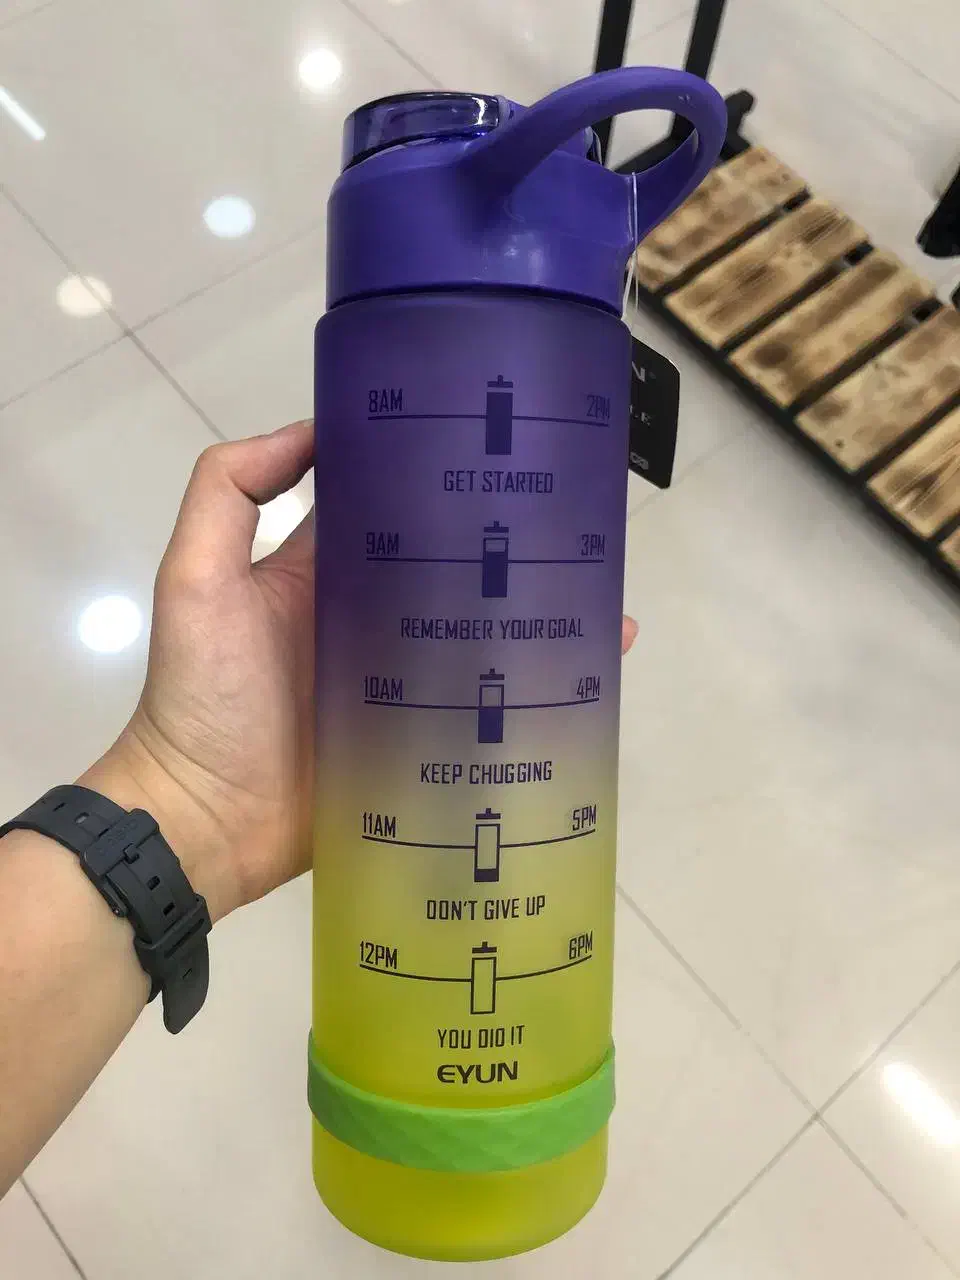 8AM 2PM
GET STARTED
9AM 3PM
REMEMBER YOUR GOAL
10AM 4PM
KEEP CHUGGING
11AM 5PM
DON'T GIVE UP
12PM 6PM
YOU DID IT
EYUN